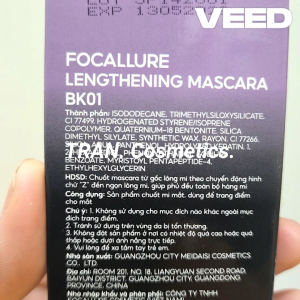 VEED
LOT SP142601
EXP 130527
FOCALLURE
LENGTHENING MASCARA
BK01
Thành phần: ISODODECANE, TRIMETHYLSILOXYSILICATE,
CI 77499, HYDROGENATED STYRENE/ISOPRENE
COPOLYMER, QUATERNIUM-18 BENTONITE, SILICA
DIMETHYL SILYLATE, SYNTHETIC WAX, RAYON, CI 77266,
TRAN. Cosmetics.
BENZOATE, MYRISTOYL PENTAPEPTIDE-4,
ETHYLHEXYLGLYCERIN
HDSD: Chuốt mascara từ gốc lông mi theo chuyển động hình
chữ "Z" đến ngọn lông mi. giúp phủ đều toàn bộ hàng mi
Công dụng: Sản phẩm chuốt mi mắt. dùng để trang điểm
cho mắt
Chú ý: 1. Không sử dụng cho mục đích nào khác ngoài mục
đích trang điểm.
2. Tránh sử dụng trên vùng da bị tổn thương.
3. Không đặt sản phẩm ở nơi có nhiệt độ quá cao hoặc quá
thấp hoặc dưới ánh nắng trực tiếp.
4. Vui lòng để xa tầm tay trẻ em.
Nhà sản xuất: GUANGZHOU CITY MEIDAISI COSMETICS
CO., LTD
Địa chỉ: ROOM 201, NO. 18, LIANGYUAN SECOND ROAD,
BAIYUN DISTRICT, GUANGZHOU CITY, GUANGDONG
PROVINCE, CHINA
Nhà nhập khẩu và phân phối: CÔNG TY TNHH
FOCALLURE COSMETICS VIỆT NAM